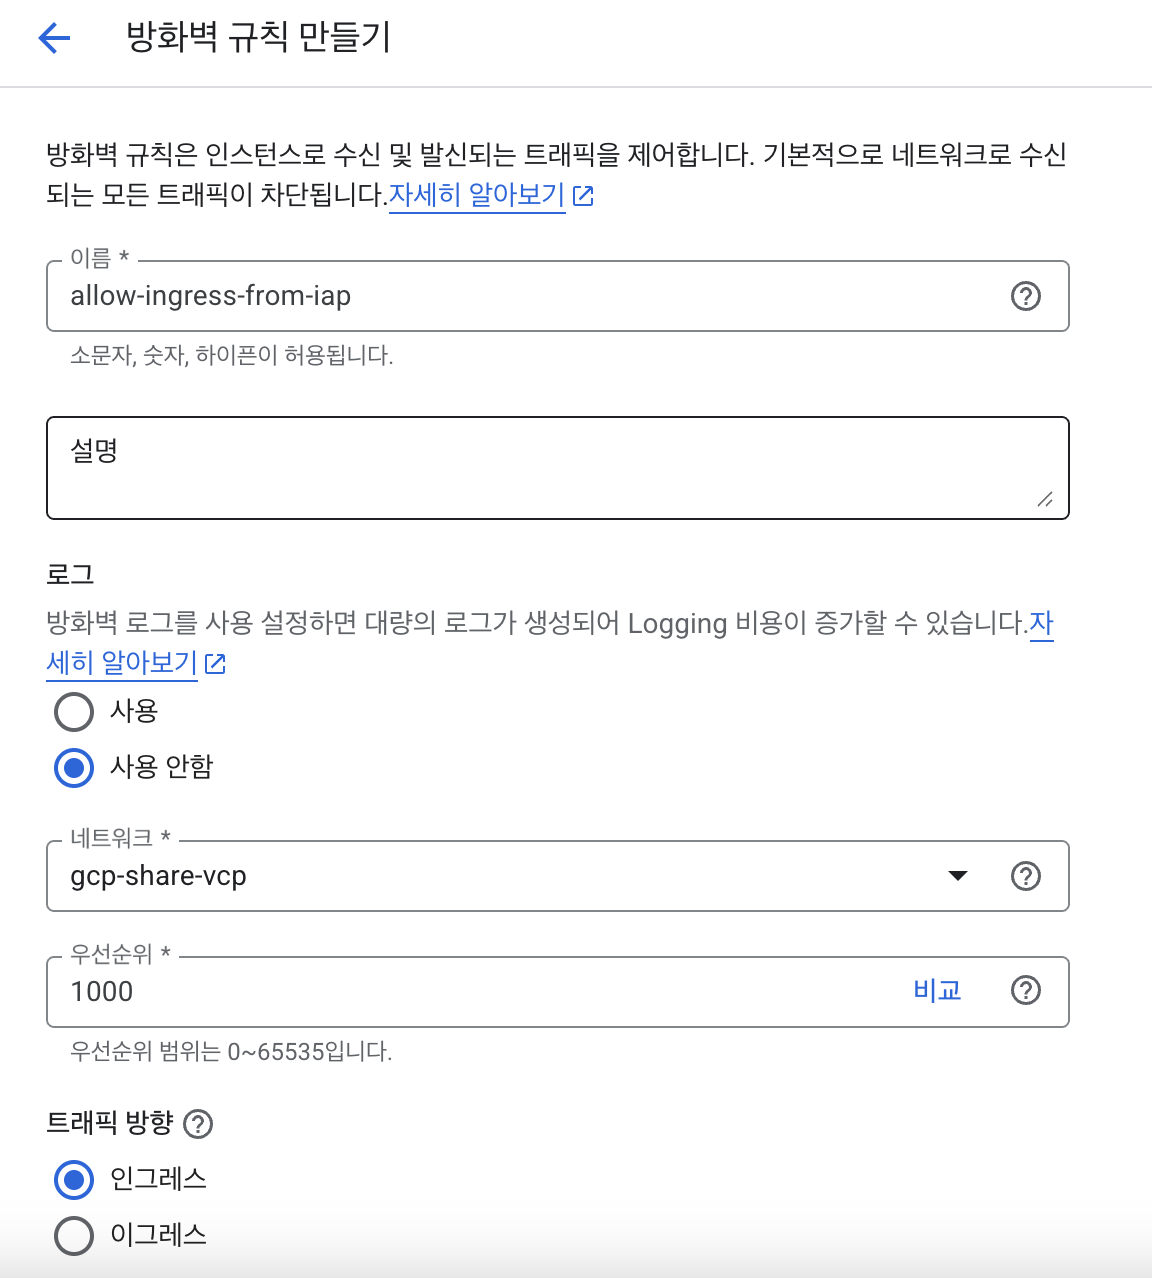 방화벽 규칙 만들기
방화벽 규칙은 인스턴스로 수신 및 발신되는 트래픽을 제어합니다. 기본적으로 네트워크로 수신
되는 모든 트래픽이 차단됩니다.자세히 알아보기
이름 *
allow-ingress-from-iap
소문자, 숫자, 하이픈이 허용됩니다.
설명
로그
방화벽 로그를 사용 설정하면 대량의 로그가 생성되어 Logging 비용이 증가할 수 있습니다.자
세히 알아보기
사용
사용 안함
네트워크 *
gcp-share-vcp
우선순위 *
1000 비교
우선순위 범위는 0~65535입니다.
트래픽 방향
인그레스
이그레스